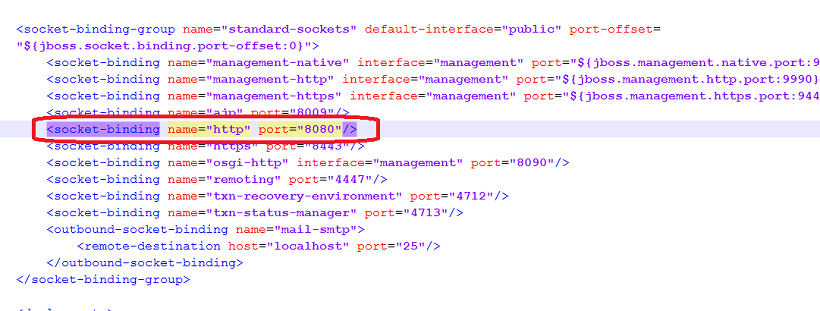 <socket-binding-group name="standard-sockets" default-interface="public" port-offset=
"${jboss.socket.binding.port-offset:0}">
<socket-binding name="management-native" interface="management" port="${jboss.management.native.port:9
<socket-binding name="management-http" interface="management" port="${jboss.management.http.port:9990}
<socket-binding name="management-https" interface="management" port="${jboss.management.https.port:944
<socket-binding name="ajp" port="8009"/>
<socket-binding name="http" port="8080"/>
<socket-binding name="https" port="8443"/>
<socket-binding name="osgi-http" interface="management" port="8090"/>
<socket-binding name="remoting" port="4447"/>
<socket-binding name="txn-recovery-environment" port="4712"/>
<socket-binding name="txn-status-manager" port="4713"/>
<outbound-socket-binding name="mail-smtp">
<remote-destination host="localhost" port="25"/>
</outbound-socket-binding>
</socket-binding-group>